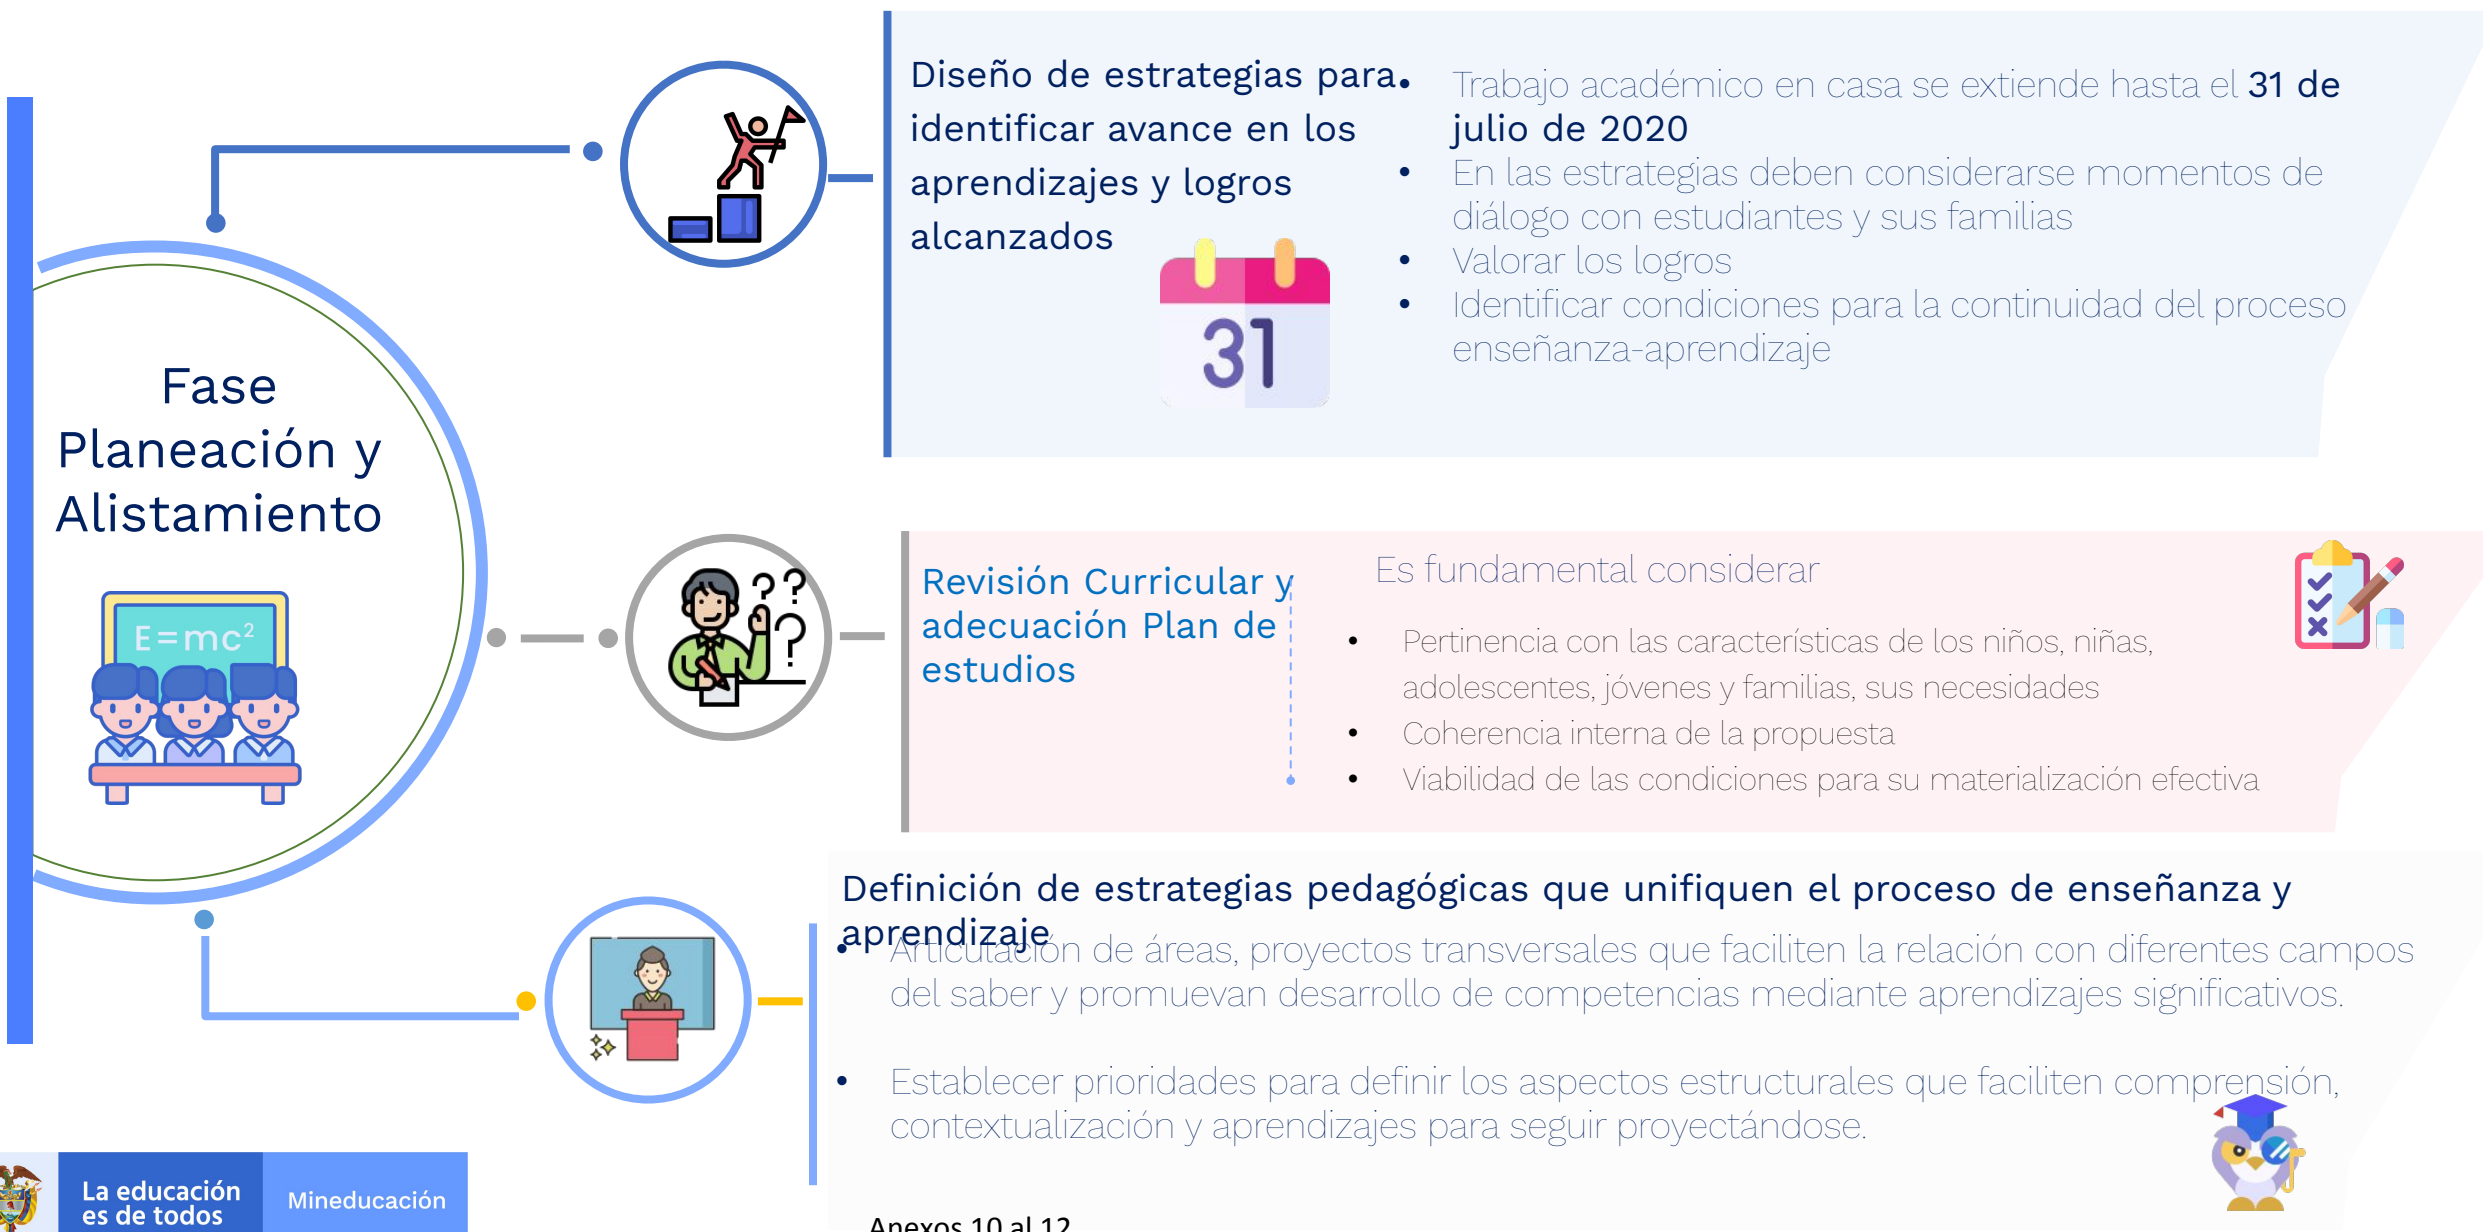 Fase
Planeación y
Alistamiento
E=mc²
Diseño de estrategias para
identificar avance en los
aprendizajes y logros
alcanzados
31
• Trabajo académico en casa se extiende hasta el 31 de
julio de 2020
• En las estrategias deben considerarse momentos de
diálogo con estudiantes y sus familias
• Valorar los logros
• Identificar condiciones para la continuidad del proceso
enseñanza-aprendizaje
? ? ?
Revisión Curricular y
adecuación Plan de
estudios
Es fundamental considerar
• Pertinencia con las características de los niños, niñas,
adolescentes, jóvenes y familias, sus necesidades
• Coherencia interna de la propuesta
• Viabilidad de las condiciones para su materialización efectiva
Definición de estrategias pedagógicas que unifiquen el proceso de enseñanza y
aprendizaje
• Articulación de áreas, proyectos transversales que faciliten la relación con diferentes campos
del saber y promuevan desarrollo de competencias mediante aprendizajes significativos.
• Establecer prioridades para definir los aspectos estructurales que faciliten comprensión,
contextualización y aprendizajes para seguir proyectándose.
Anexos 10 al 12
La educación
es de todos
Mineducación